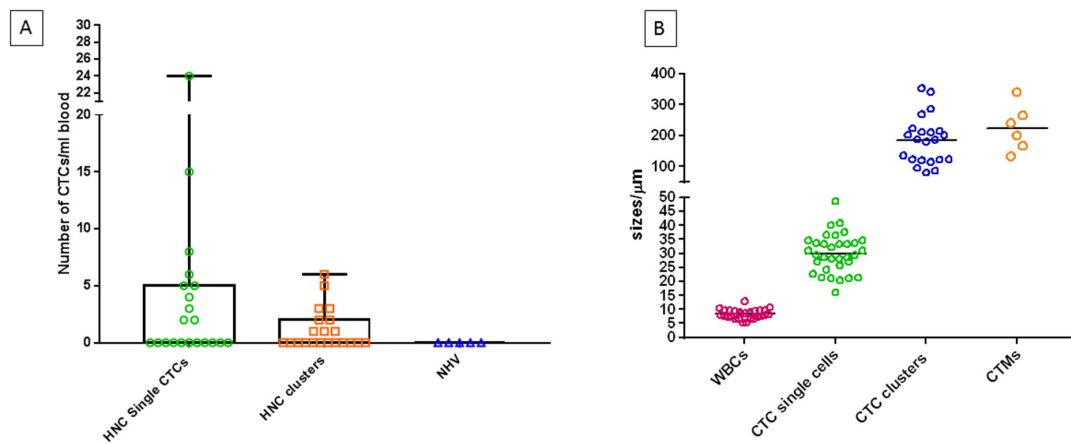 A
Number of CTCs/ml blood
30
28
26
24
22
20
15
10
5
0
HNC Single CTCs
HNC clusters
NHV
B
sizes/µm
400
300
200
100
50
45
40
35
30
25
20
15
10
5
0
WBCs
CTC single cells
CTC clusters
CTMs